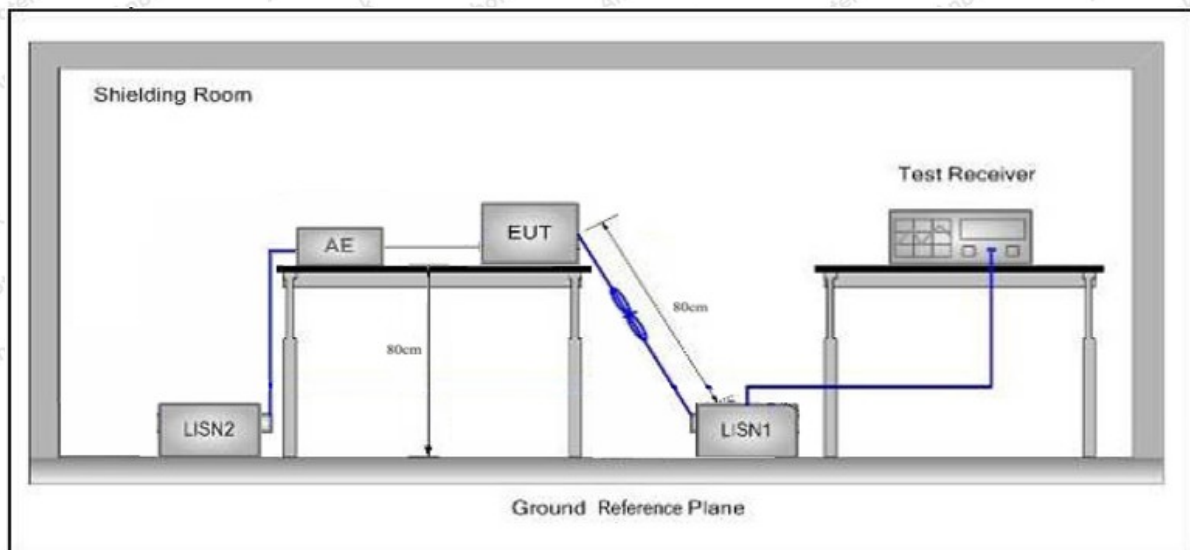 Shielding Room
Test Receiver
AE
EUT
80cm
80cm
LISN2
LISN1
Ground Reference Plane